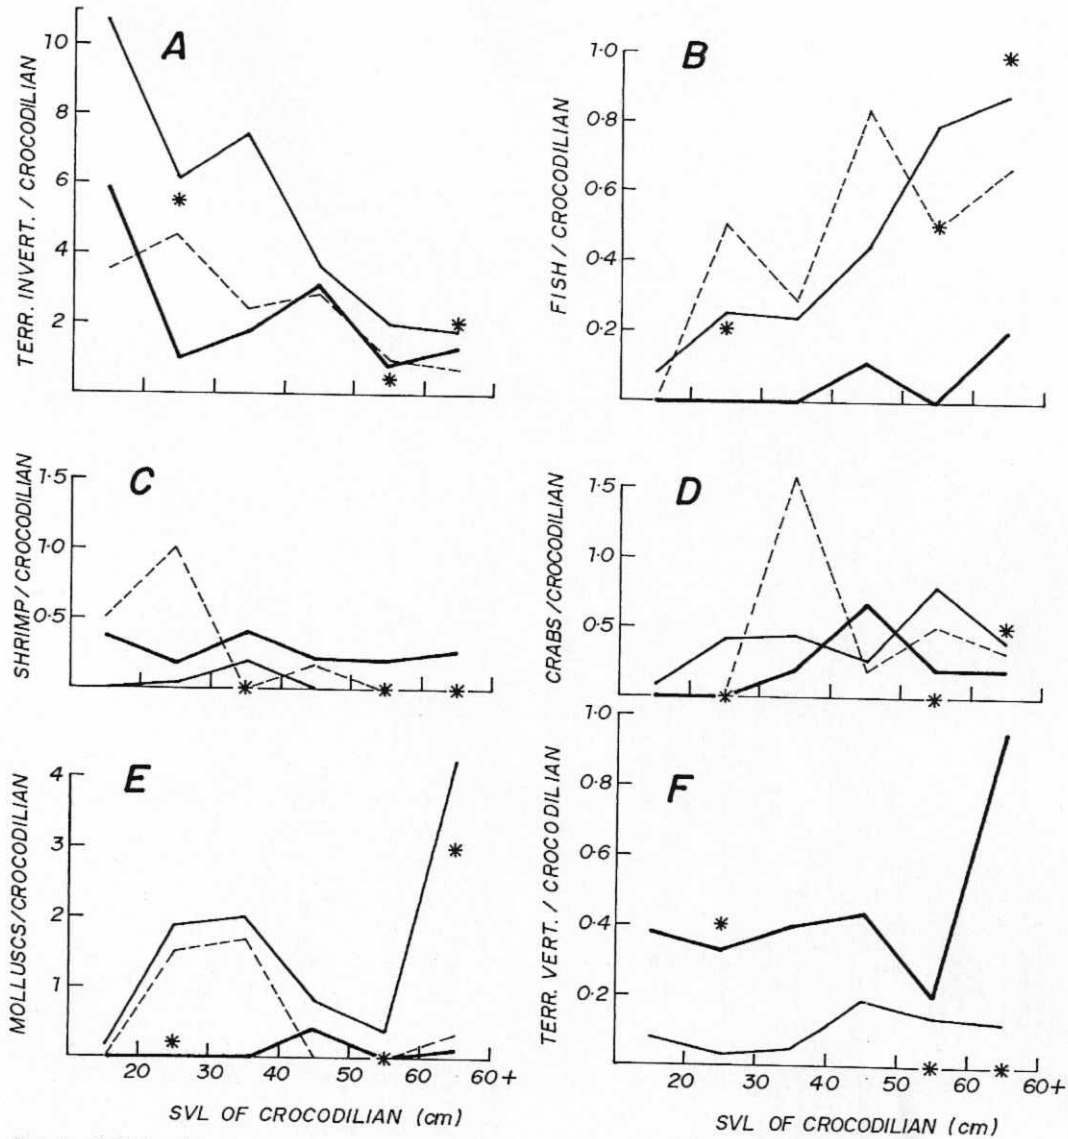 A
TERR. INVERT. / CROCODILIAN
10
8
6
4
2
B
FISH / CROCODILIAN
1·0
0·8
0·6
0·4
0·2
C
SHRIMP/CROCODILIAN
1·5
1·0
0·5
D
CRABS/CROCODILIAN
1·5
1·0
0·5
E
MOLLUSCS/CROCODILIAN
4
3
2
1
20 30 40 50 60+
SVL OF CROCODILIAN (cm)
F
TERR. VERT. / CROCODILIAN
1·0
0·8
0·6
0·4
0·2
20 30 40 50 60 60+
SVL OF CROCODILIAN (cm)